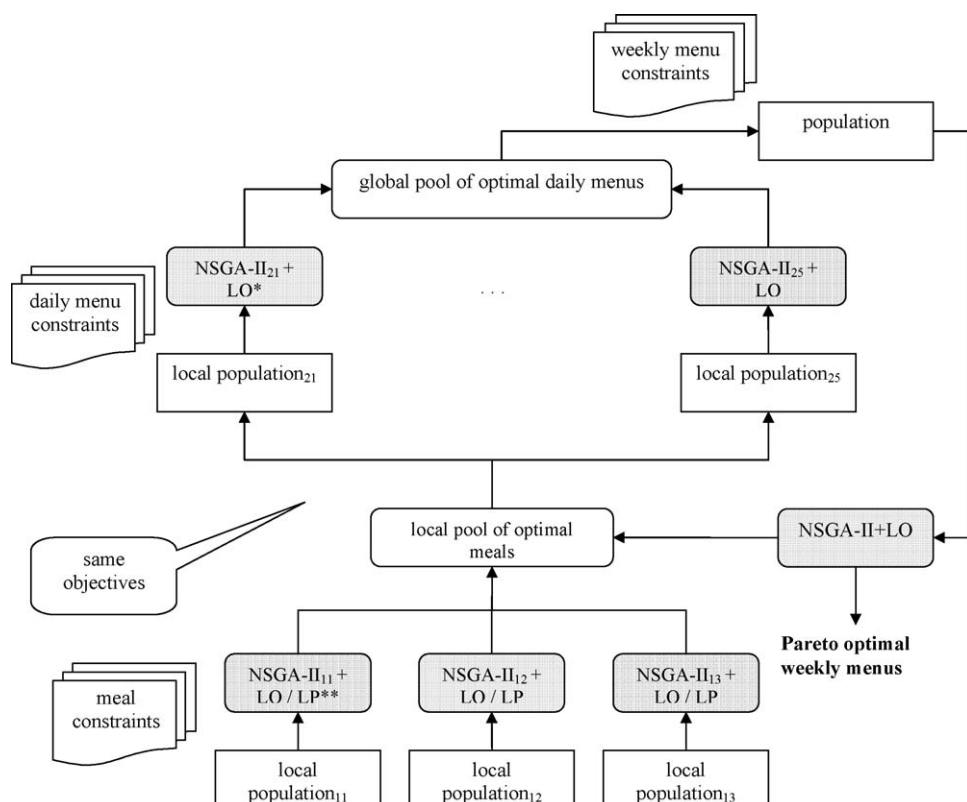 weekly menu
constraints
population
global pool of optimal daily menus
NSGA-II₂₁ +
LO*
. . .
NSGA-II₂₅ +
LO
daily menu
constraints
local population₂₁
local population₂₅
local pool of optimal
meals
NSGA-II+LO
same
objectives
Pareto optimal
weekly menus
NSGA-II₁₁ +
LO / LP**
NSGA-II₁₂ +
LO / LP
NSGA-II₁₃ +
LO / LP
meal
constraints
local
population₁₁
local
population₁₂
local
population₁₃